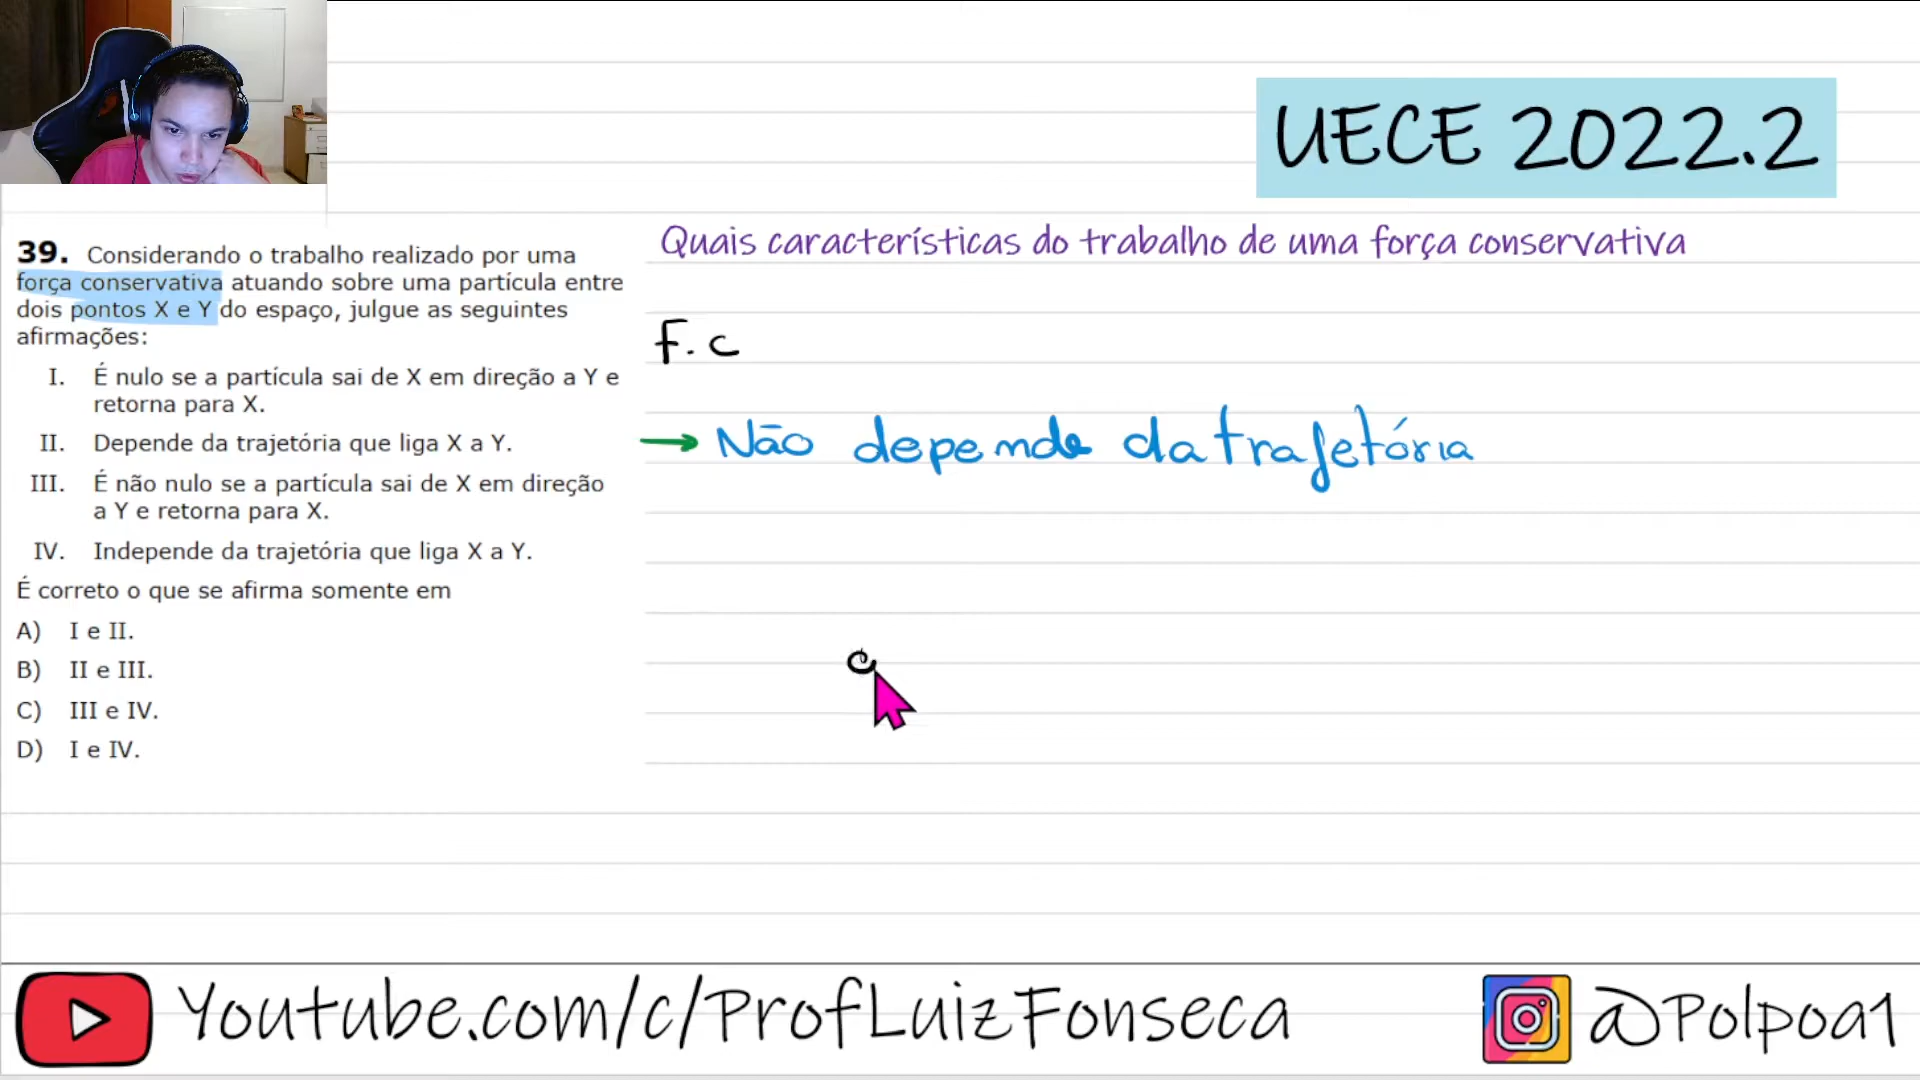 UECE 2022.2
39. Considerando o trabalho realizado por uma
força conservativa atuando sobre uma partícula entre
dois pontos X e Y do espaço, julgue as seguintes
afirmações:
I. É nulo se a partícula sai de X em direção a Y e
retorna para X.
II. Depende da trajetória que liga X a Y.
III. É não nulo se a partícula sai de X em direção
a Y e retorna para X.
IV. Independe da trajetória que liga X a Y.
É correto o que se afirma somente em
A) I e II.
B) II e III.
C) III e IV.
D) I e IV.
Quais características do trabalho de uma força conservativa
F. c
→ Não depende da trajetória
Youtube.com/c/ProfLuizFonseca
@Polpoa1